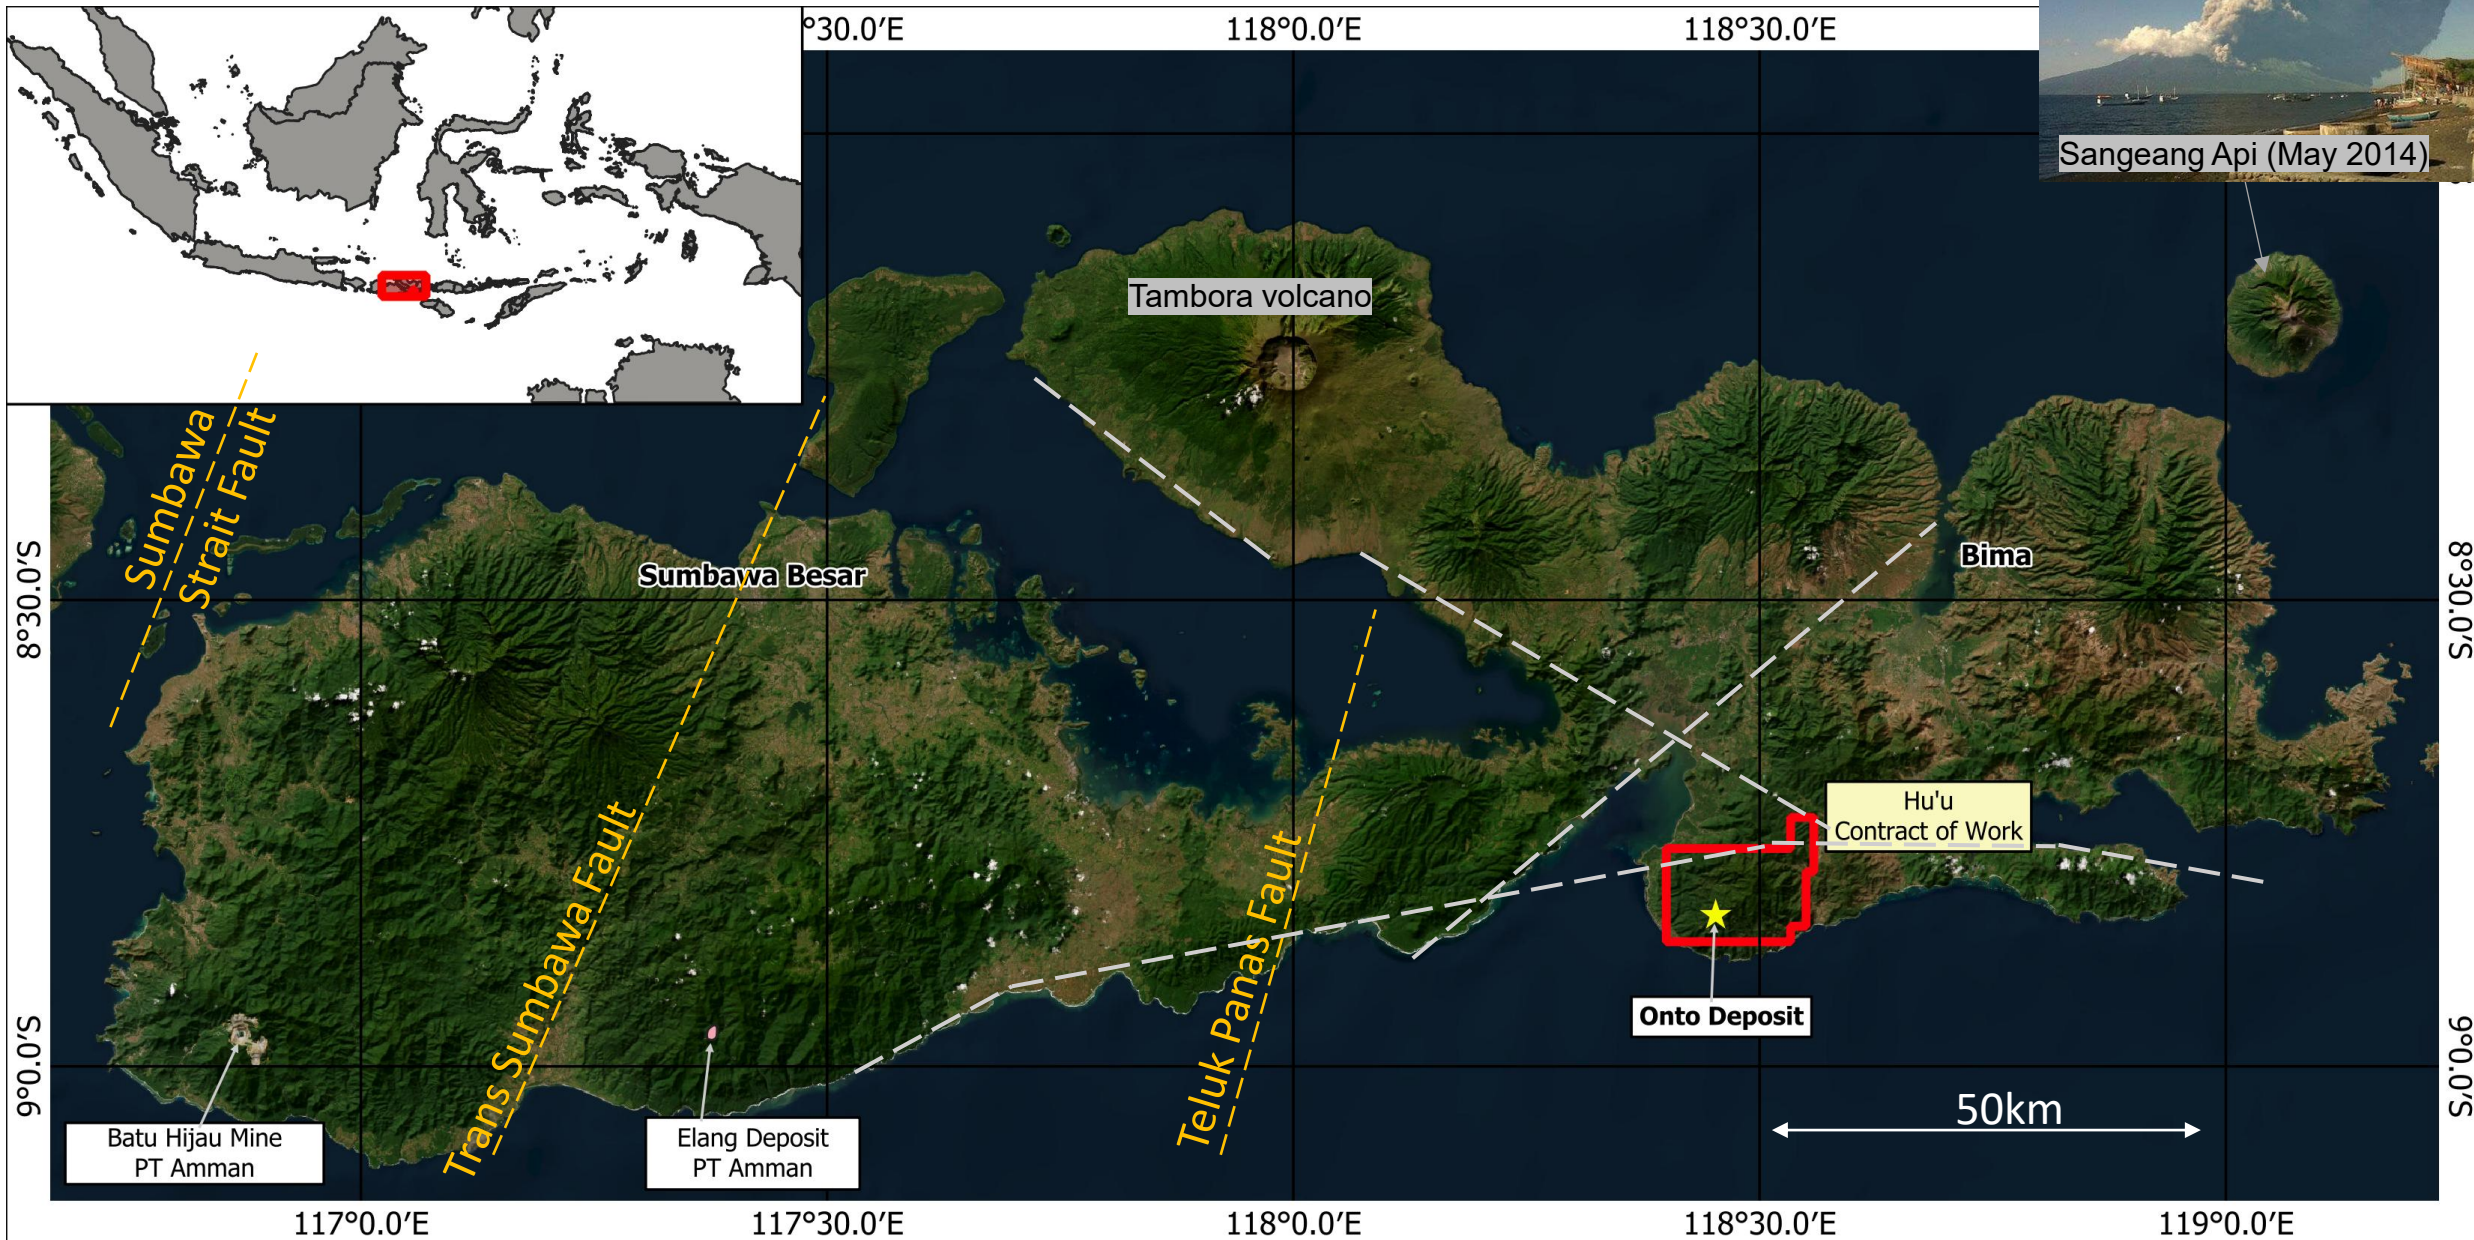 °30.0′E
118°0.0′E
118°30.0′E
Sangeang Api (May 2014)
Tambora volcano
Sumbawa
Strait Fault
Sumbawa Besar
Bima
8°30.0′S
8°30.0′S
Hu'u
Contract of Work
Trans Sumbawa Fault
Teluk Panas Fault
Onto Deposit
9°0.0′S
9°0.0′S
50km
Batu Hijau Mine
PT Amman
Elang Deposit
PT Amman
117°0.0′E
117°30.0′E
118°0.0′E
118°30.0′E
119°0.0′E